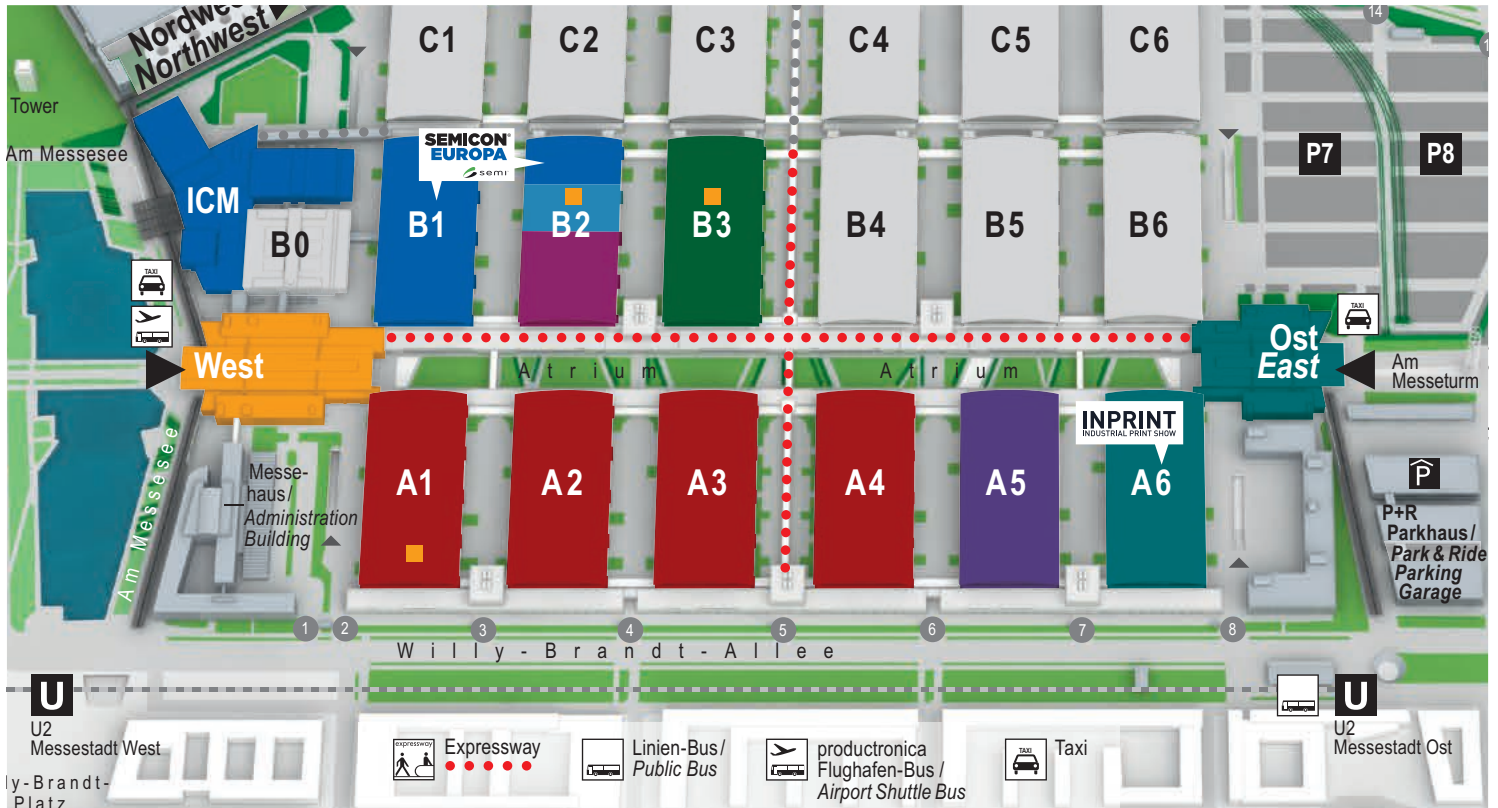 Nordwe
Northwest
C1
C2
C3
C4
C5
C6
14
Tower
Am Messesee
SEMICON®
EUROPA
semi
P7
P8
ICM
B0
B1
B2
B3
B4
B5
B6
TAXI
TAXI
West
Ost
East
Atrium
Atrium
Am
Messeturm
INPRINT
INDUSTRIAL PRINT SHOW
A1
A2
A3
A4
A5
A6
Am Messesee
Messe-
haus/
Administration
Building
P
P+R
Parkhaus/
Park & Ride
Parking
Garage
1
2
3
4
5
6
7
8
Willy-Brandt-Allee
U
U2
Messestadt West
U
U2
Messestadt Ost
expressway
Expressway
Linien-Bus/
Public Bus
productronica
Flughafen-Bus/
Airport Shuttle Bus
TAXI
Taxi
ly-Brandt-
Platz